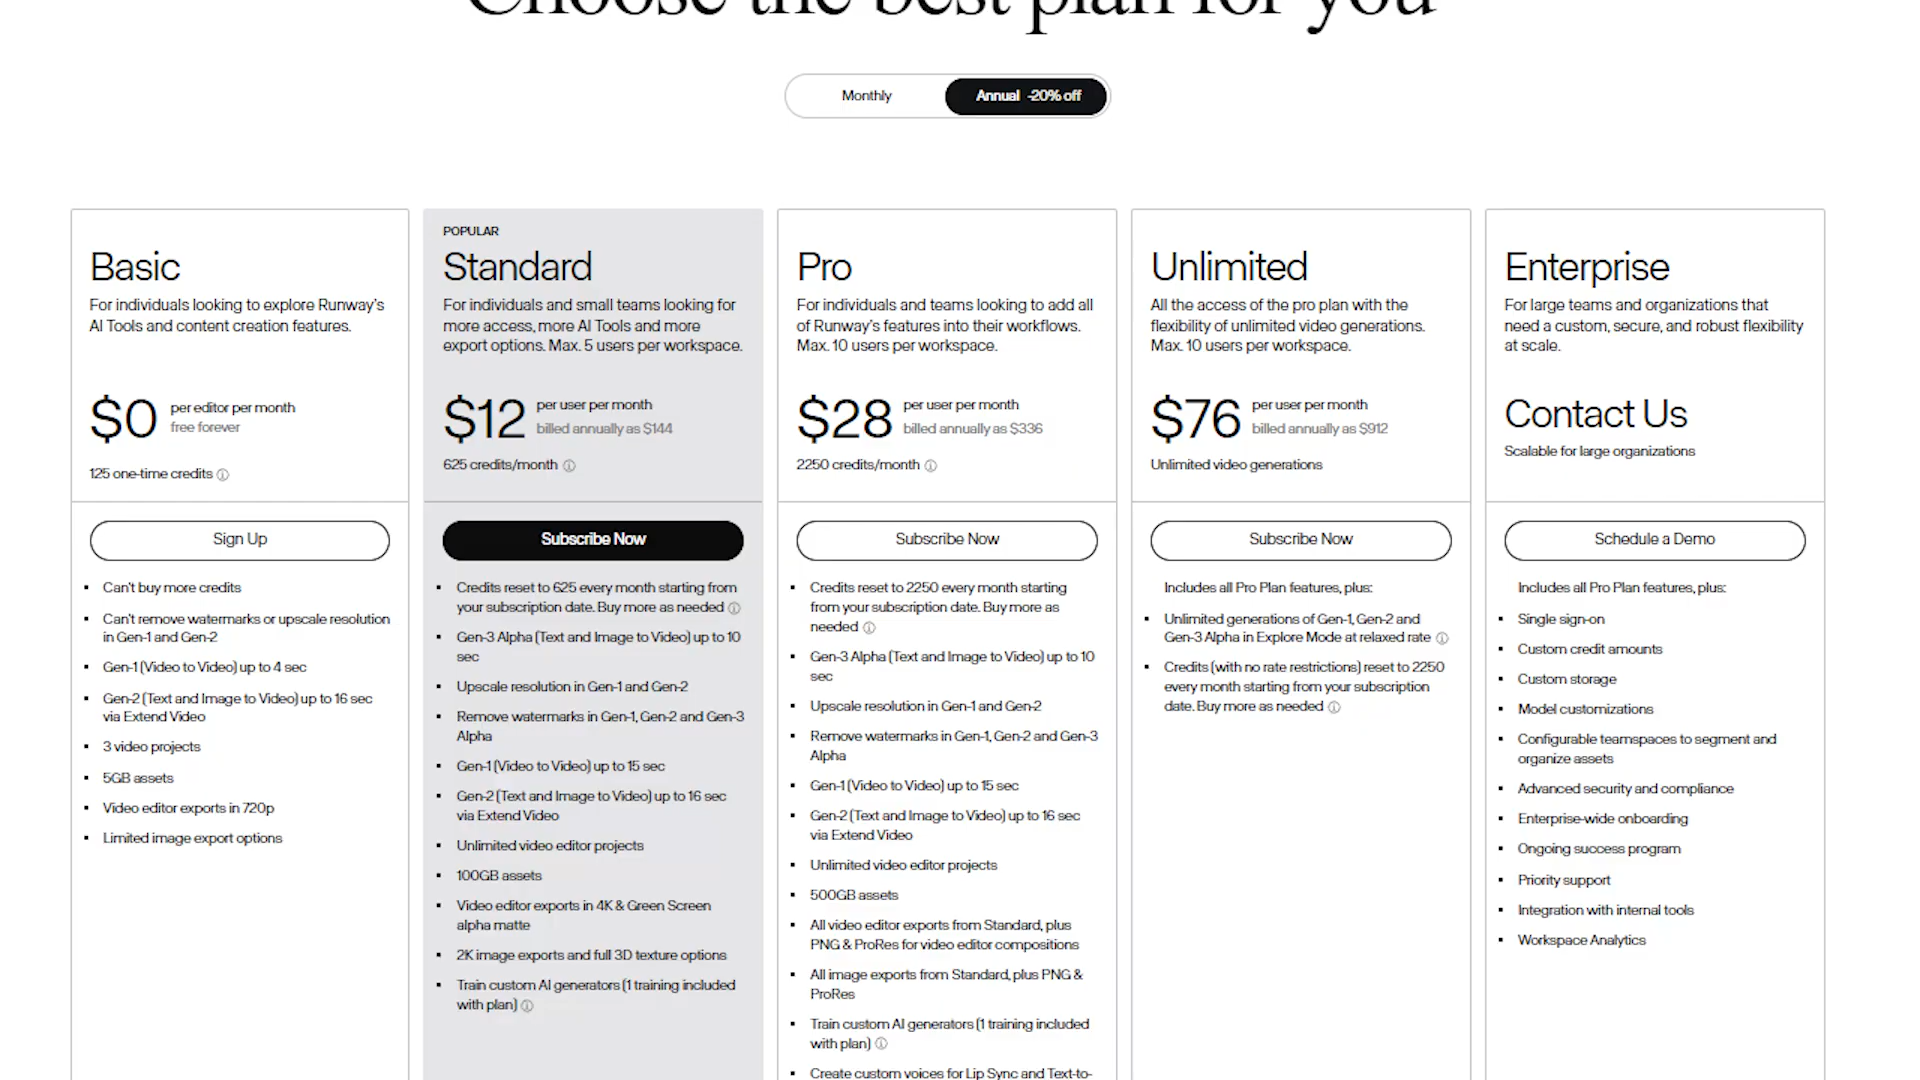 Choose the best plan for you
Monthly
Annual -20% off
Basic
For individuals looking to explore Runway's
AI Tools and content creation features.
$0 per editor per month
free forever
125 one-time credits
Sign Up
Can't buy more credits
Can't remove watermarks or upscale resolution
in Gen-1 and Gen-2
Gen-1 (Video to Video) up to 4 sec
Gen-2 (Text and Image to Video) up to 16 sec
via Extend Video
3 video projects
5GB assets
Video editor exports in 720p
Limited image export options
POPULAR
Standard
For individuals and small teams looking for
more access, more AI Tools and more
export options. Max. 5 users per workspace.
$12 per user per month
billed annually as $144
625 credits/month
Subscribe Now
Credits reset to 625 every month starting from
your subscription date. Buy more as needed
Gen-3 Alpha (Text and Image to Video) up to 10
sec
Upscale resolution in Gen-1 and Gen-2
Remove watermarks in Gen-1, Gen-2 and Gen-3
Alpha
Gen-1 (Video to Video) up to 15 sec
Gen-2 (Text and Image to Video) up to 16 sec
via Extend Video
Unlimited video editor projects
100GB assets
Video editor exports in 4K & Green Screen
alpha matte
2K image exports and full 3D texture options
Train custom AI generators (1 training included
with plan)
Pro
For individuals and teams looking to add all
of Runway's features into their workflows.
Max. 10 users per workspace.
$28 per user per month
billed annually as $336
2250 credits/month
Subscribe Now
Credits reset to 2250 every month starting
from your subscription date. Buy more as
needed
Gen-3 Alpha (Text and Image to Video) up to 10
sec
Upscale resolution in Gen-1 and Gen-2
Remove watermarks in Gen-1, Gen-2 and Gen-3
Alpha
Gen-1 (Video to Video) up to 15 sec
Gen-2 (Text and Image to Video) up to 16 sec
via Extend Video
Unlimited video editor projects
500GB assets
All video editor exports from Standard, plus
PNG & ProRes for video editor compositions
All image exports from Standard, plus PNG &
ProRes
Train custom AI generators (1 training included
with plan)
Create custom voices for Lip Sync and Text-to-
Unlimited
All the access of the pro plan with the
flexibility of unlimited video generations.
Max. 10 users per workspace.
$76 per user per month
billed annually as $912
Unlimited video generations
Subscribe Now
Includes all Pro Plan features, plus:
Unlimited generations of Gen-1, Gen-2 and
Gen-3 Alpha in Explore Mode at relaxed rate
Credits (with no rate restrictions) reset to 2250
every month starting from your subscription
date. Buy more as needed
Enterprise
For large teams and organizations that
need a custom, secure, and robust flexibility
at scale.
Contact Us
Scalable for large organizations
Schedule a Demo
Includes all Pro Plan features, plus:
Single sign-on
Custom credit amounts
Custom storage
Model customizations
Configurable teamspaces to segment and
organize assets
Advanced security and compliance
Enterprise-wide onboarding
Ongoing success program
Priority support
Integration with internal tools
Workspace Analytics